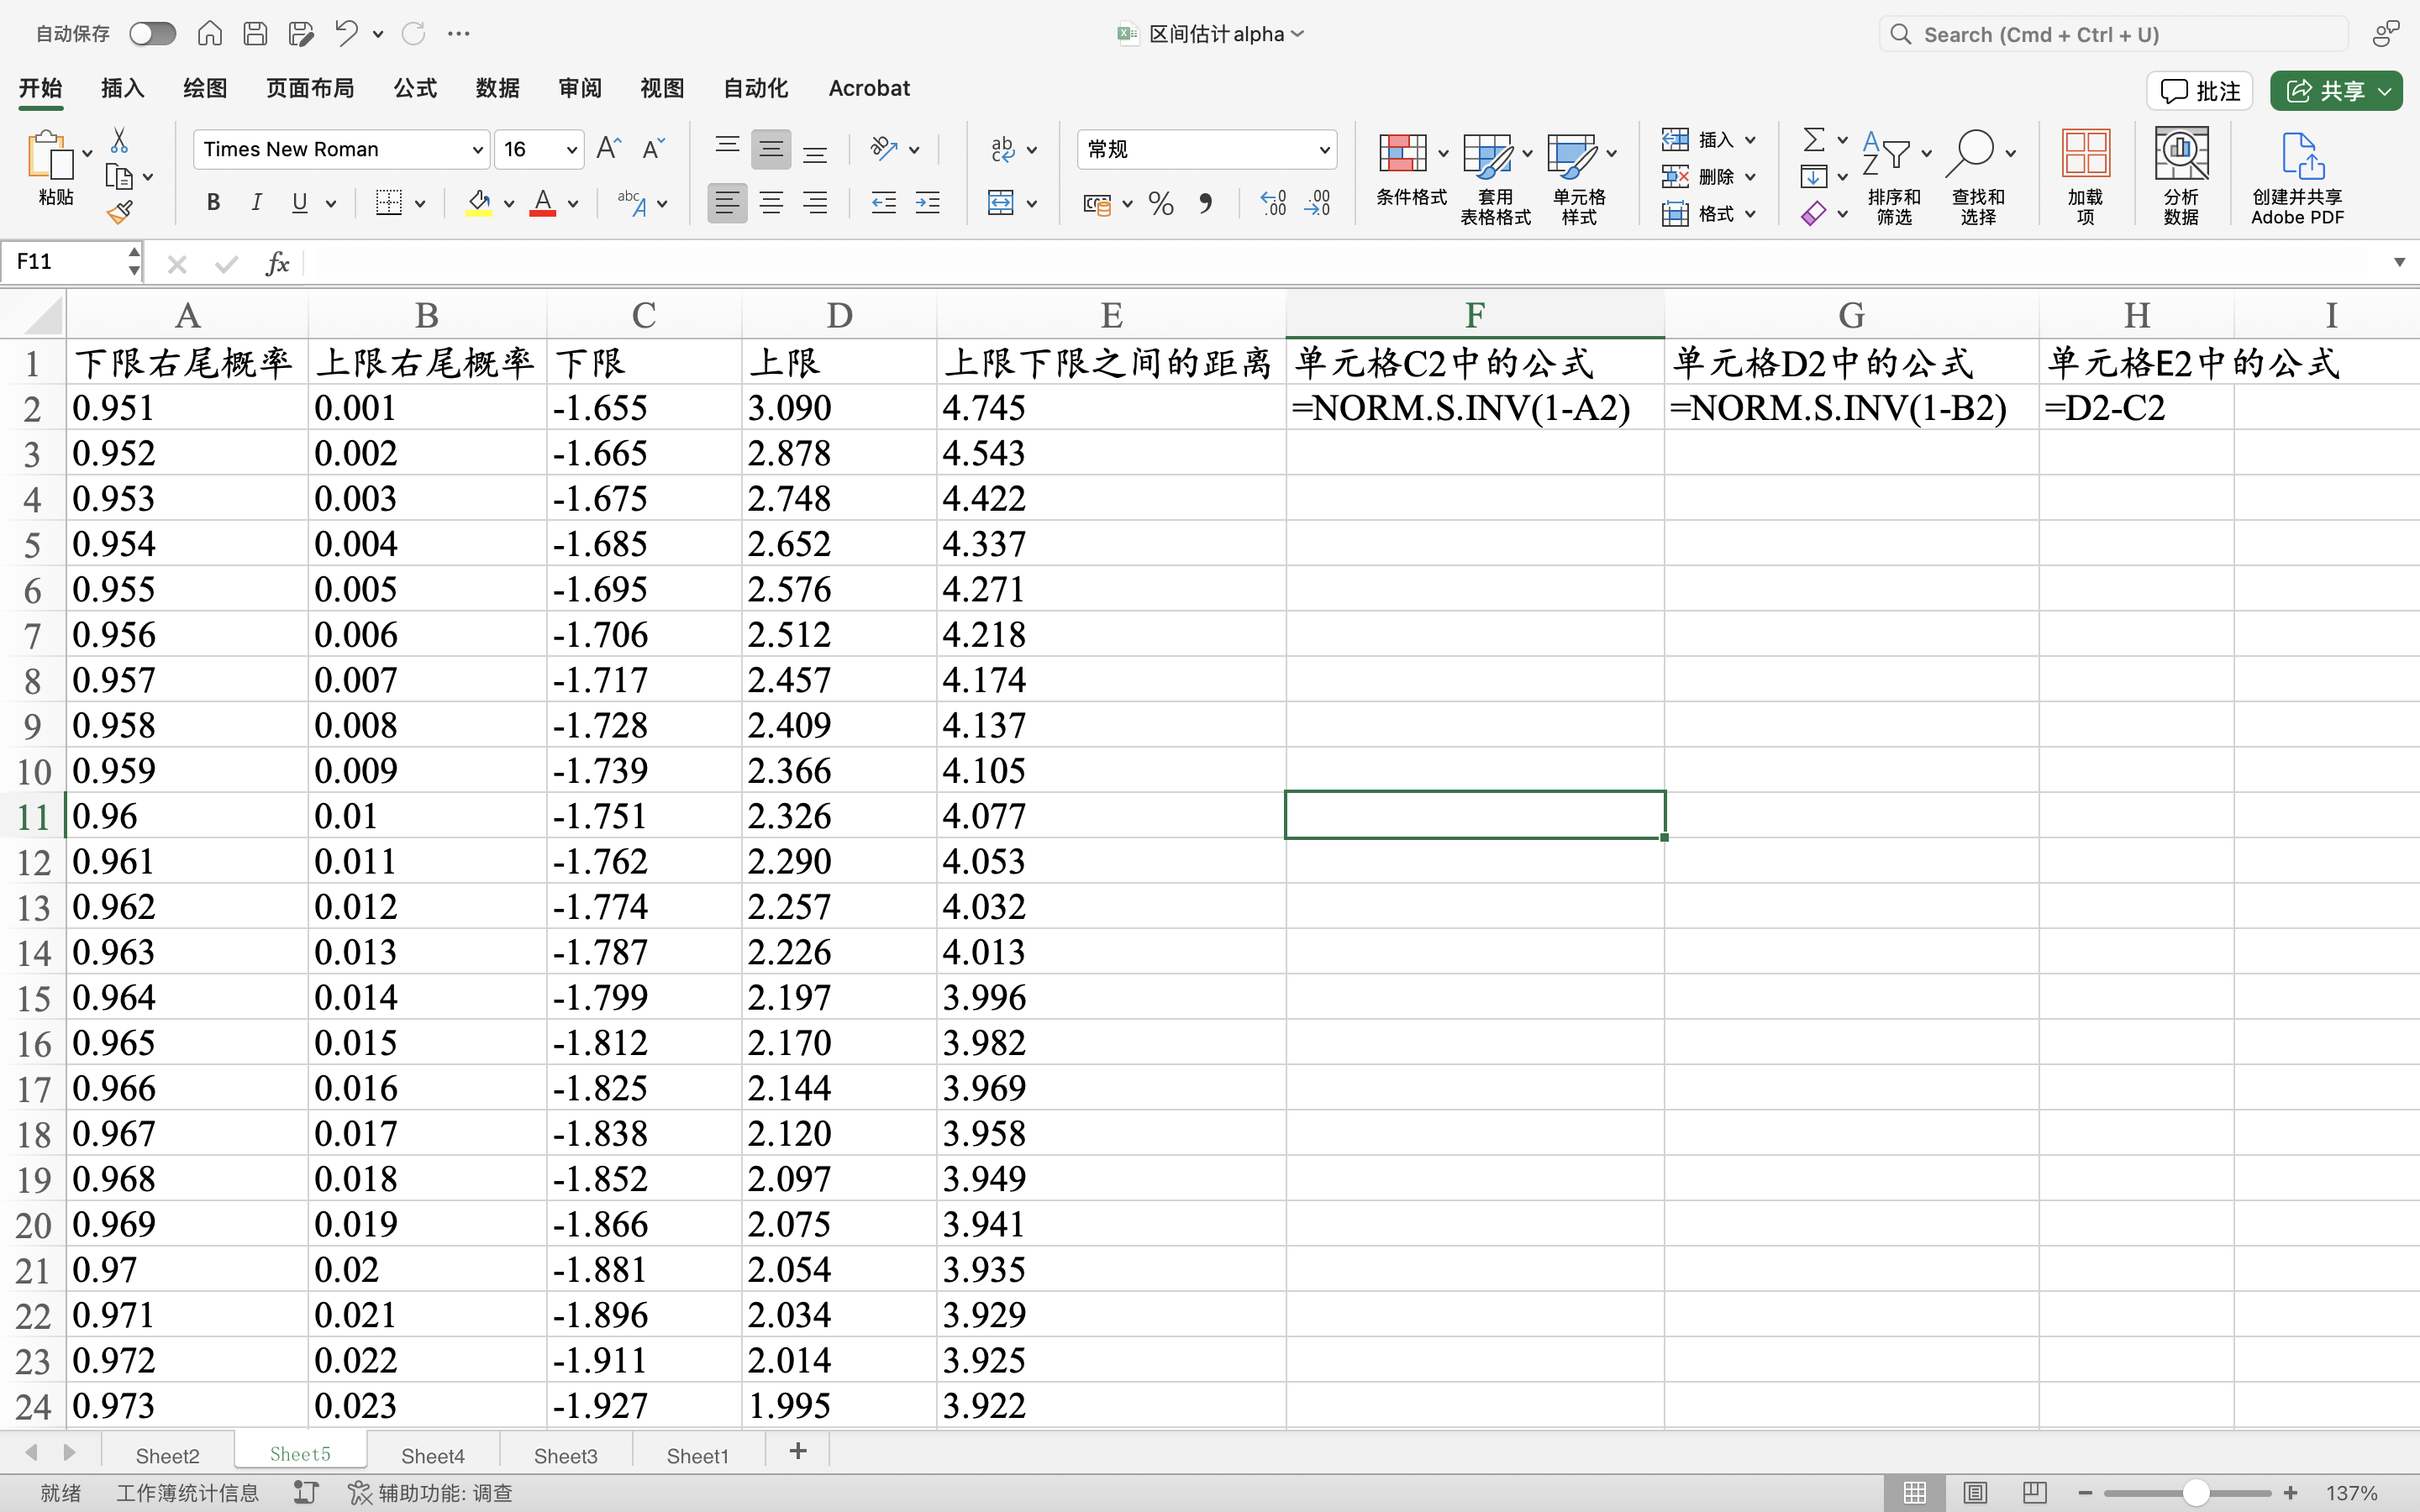 自动保存
区间估计alpha
Search (Cmd + Ctrl + U)
开始 插入 绘图 页面布局 公式 数据 审阅 视图 自动化 Acrobat
批注 共享
粘贴
Times New Roman 16
常规
条件格式
套用
表格格式
单元格
样式
插入
删除
格式
排序和
筛选
查找和
选择
加载
项
分析
数据
创建并共享
Adobe PDF
F11 fx
A B C D E F G H I
1 下限右尾概率 上限右尾概率 下限 上限 上限下限之间的距离 单元格C2中的公式 单元格D2中的公式 单元格E2中的公式
2 0.951 0.001 -1.655 3.090 4.745 =NORM.S.INV(1-A2) =NORM.S.INV(1-B2) =D2-C2
3 0.952 0.002 -1.665 2.878 4.543
4 0.953 0.003 -1.675 2.748 4.422
5 0.954 0.004 -1.685 2.652 4.337
6 0.955 0.005 -1.695 2.576 4.271
7 0.956 0.006 -1.706 2.512 4.218
8 0.957 0.007 -1.717 2.457 4.174
9 0.958 0.008 -1.728 2.409 4.137
10 0.959 0.009 -1.739 2.366 4.105
11 0.96 0.01 -1.751 2.326 4.077
12 0.961 0.011 -1.762 2.290 4.053
13 0.962 0.012 -1.774 2.257 4.032
14 0.963 0.013 -1.787 2.226 4.013
15 0.964 0.014 -1.799 2.197 3.996
16 0.965 0.015 -1.812 2.170 3.982
17 0.966 0.016 -1.825 2.144 3.969
18 0.967 0.017 -1.838 2.120 3.958
19 0.968 0.018 -1.852 2.097 3.949
20 0.969 0.019 -1.866 2.075 3.941
21 0.97 0.02 -1.881 2.054 3.935
22 0.971 0.021 -1.896 2.034 3.929
23 0.972 0.022 -1.911 2.014 3.925
24 0.973 0.023 -1.927 1.995 3.922
Sheet2 Sheet5 Sheet4 Sheet3 Sheet1 +
就绪 工作簿统计信息 辅助功能: 调查 137%